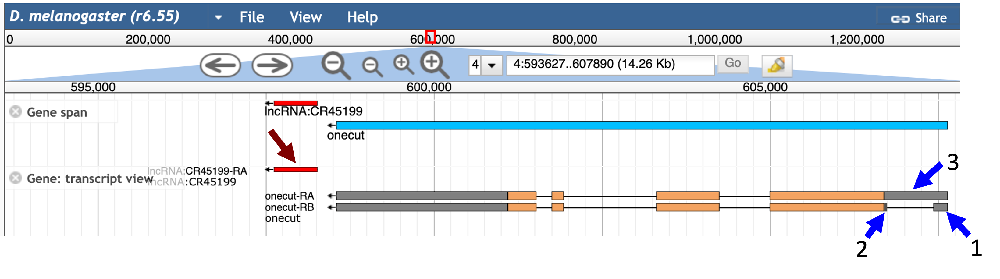 D. melanogaster (r6.55) File View Help Share
0 200,000 400,000 600,000 800,000 1,000,000 1,200,000
4 4:593627..607890 (14.26 Kb) Go
595,000 600,000 605,000
Gene span
lncRNA:CR45199
onecut
3
lncRNA:CR45199-RA
Gene: transcript view
lncRNA:CR45199
onecut-RA
onecut-RB
onecut
2
1